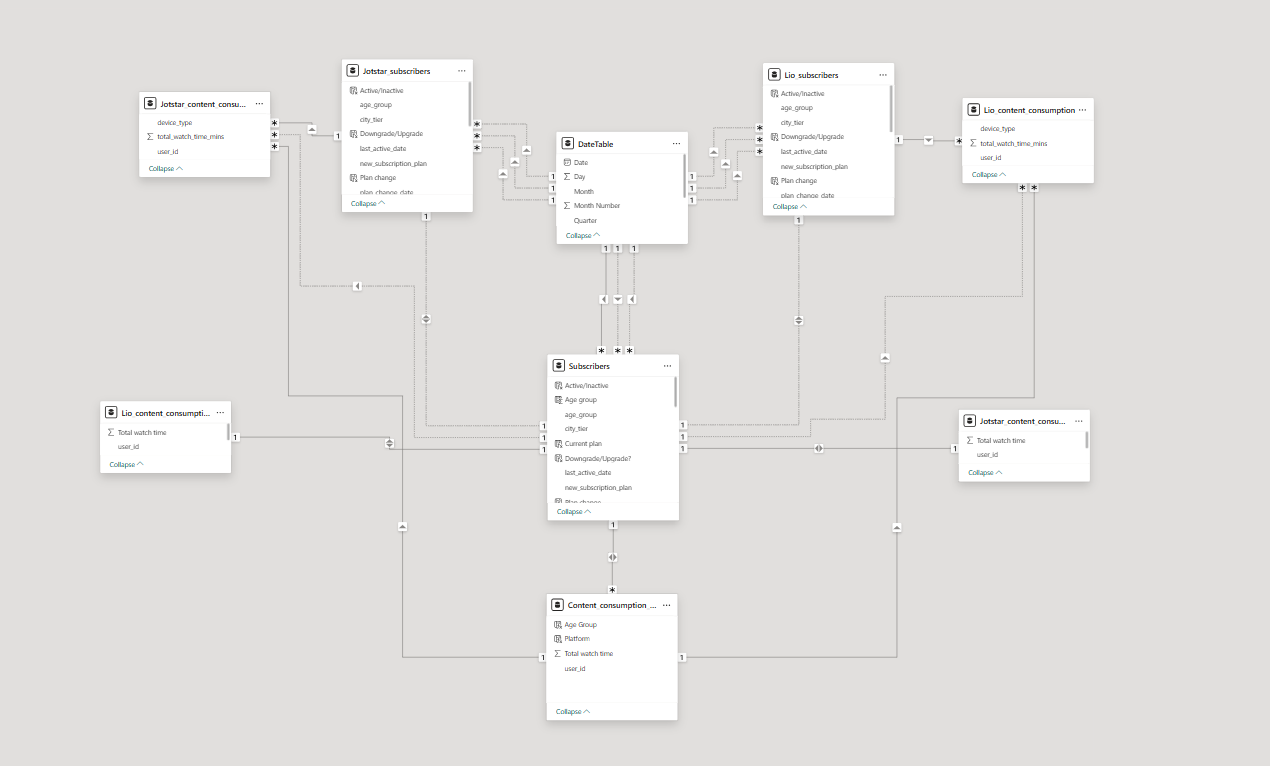 Jotstar_subscribers
Active/Inactive
age_group
city_tier
Downgrade/Upgrade
last_active_date
new_subscription_plan
Plan change
plan_change_date
Collapse
Lio_subscribers
Active/Inactive
age_group
city_tier
Downgrade/Upgrade
last_active_date
new_subscription_plan
Plan change
plan_change_date
Collapse
Jotstar_content_consu...
device_type
total_watch_time_mins
user_id
Collapse
Lio_content_consumption
device_type
total_watch_time_mins
user_id
Collapse
DateTable
Date
Day
Month
Month Number
Quarter
Collapse
Subscribers
Active/Inactive
Age group
age_group
city_tier
Current plan
Downgrade/Upgrade?
last_active_date
new_subscription_plan
Plan change
Collapse
Lio_content_consumpti...
Total watch time
user_id
Collapse
Jotstar_content_consu...
Total watch time
user_id
Collapse
Content_consumption_...
Age Group
Platform
Total watch time
user_id
Collapse